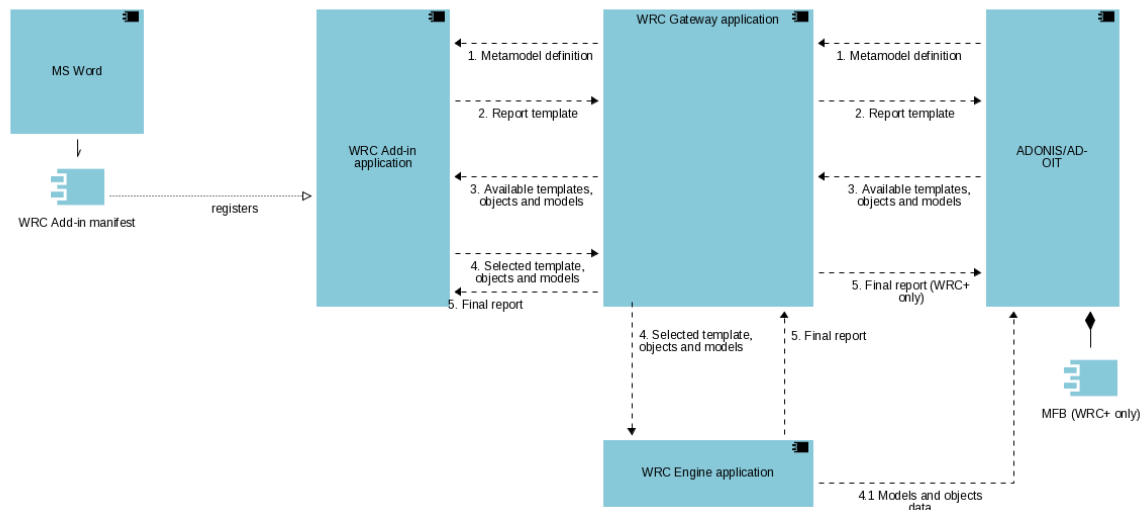 WRC Gateway application
MS Word
1. Metamodel definition
1. Metamodel definition
2. Report template
2. Report template
WRC Add-in
application
ADONIS/AD-
OIT
3. Available templates,
objects and models
3. Available templates,
objects and models
registers
WRC Add-in manifest
4. Selected template,
objects and models
5. Final report
5. Final report (WRC+
only)
4. Selected template,
objects and models
5. Final report
MFB (WRC+ only)
WRC Engine application
4.1 Models and objects
data